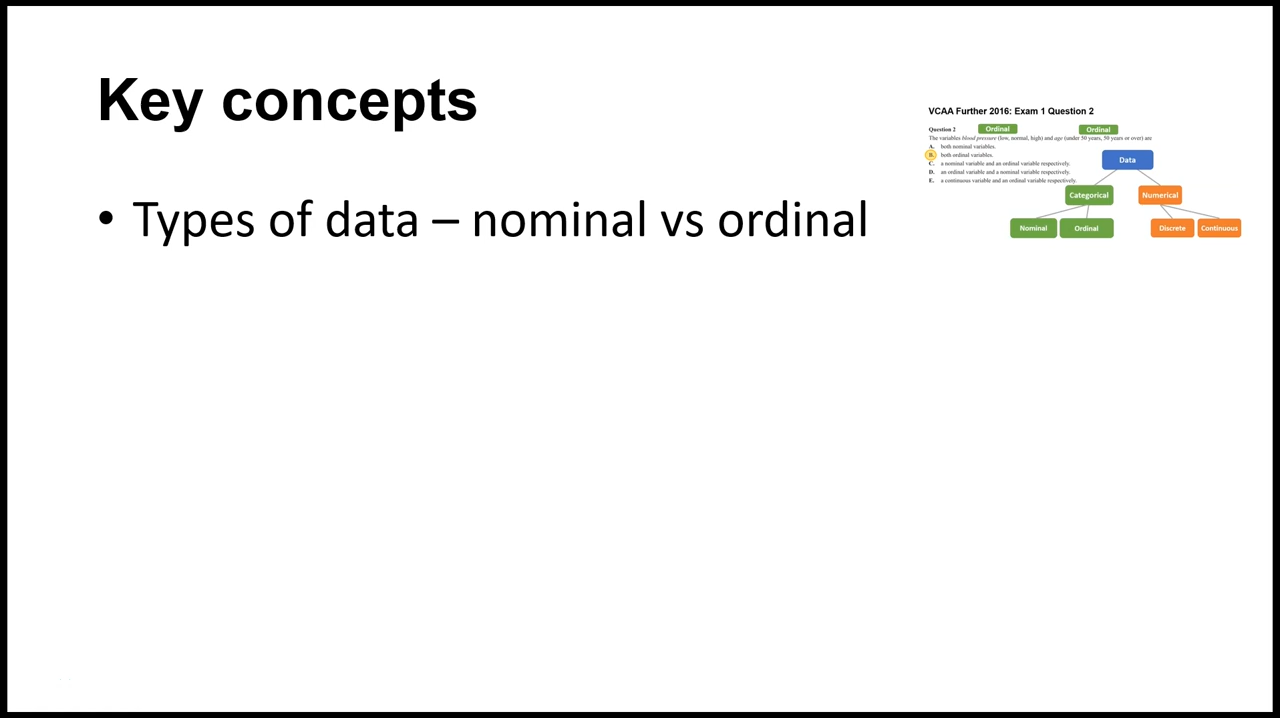 Key concepts
• Types of data – nominal vs ordinal
VCAA Further 2016: Exam 1 Question 2
Question 2
Ordinal
Ordinal
The variables blood pressure (low, normal, high) and age (under 50 years, 50 years or over) are
A. both nominal variables.
B. both ordinal variables.
C. a nominal variable and an ordinal variable respectively.
D. an ordinal variable and a nominal variable respectively.
E. a continuous variable and an ordinal variable respectively.
Data
Categorical
Numerical
Nominal
Ordinal
Discrete
Continuous